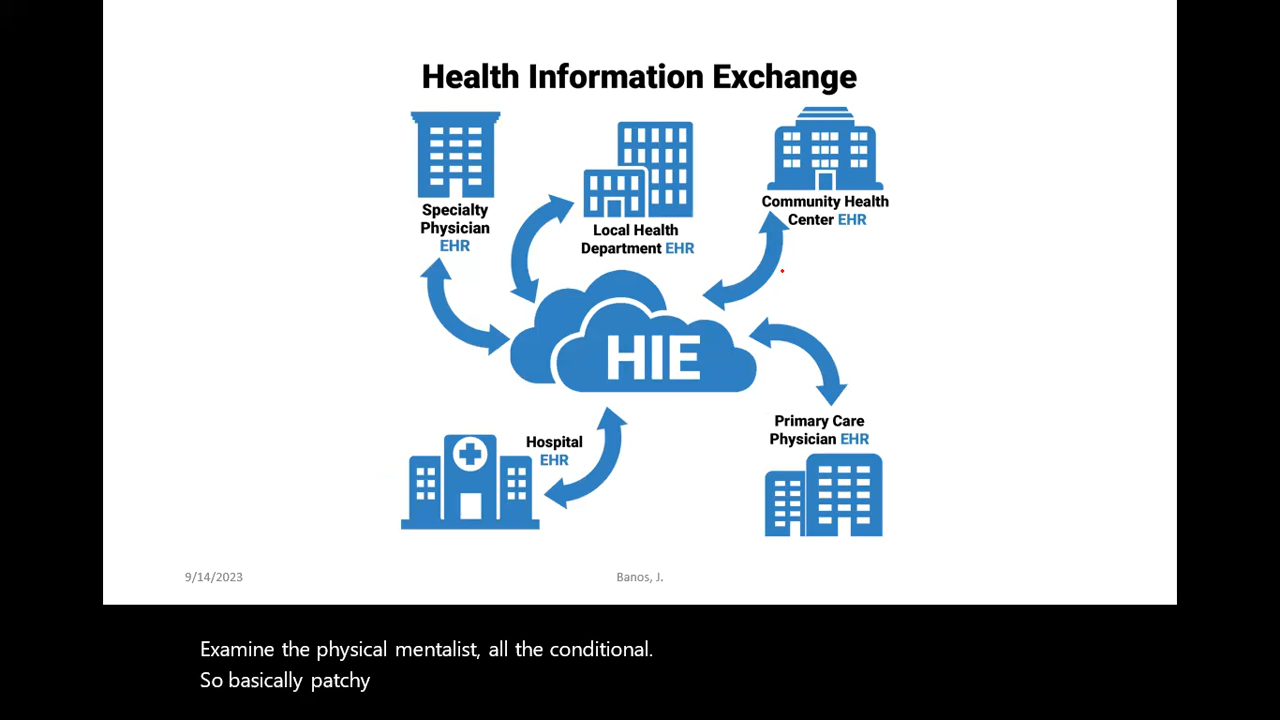 Health Information Exchange
Specialty
Physician
EHR
Local Health
Department EHR
Community Health
Center EHR
HIE
Hospital
EHR
Primary Care
Physician EHR
9/14/2023
Banos, J.
Examine the physical mentalist, all the conditional.
So basically patchy